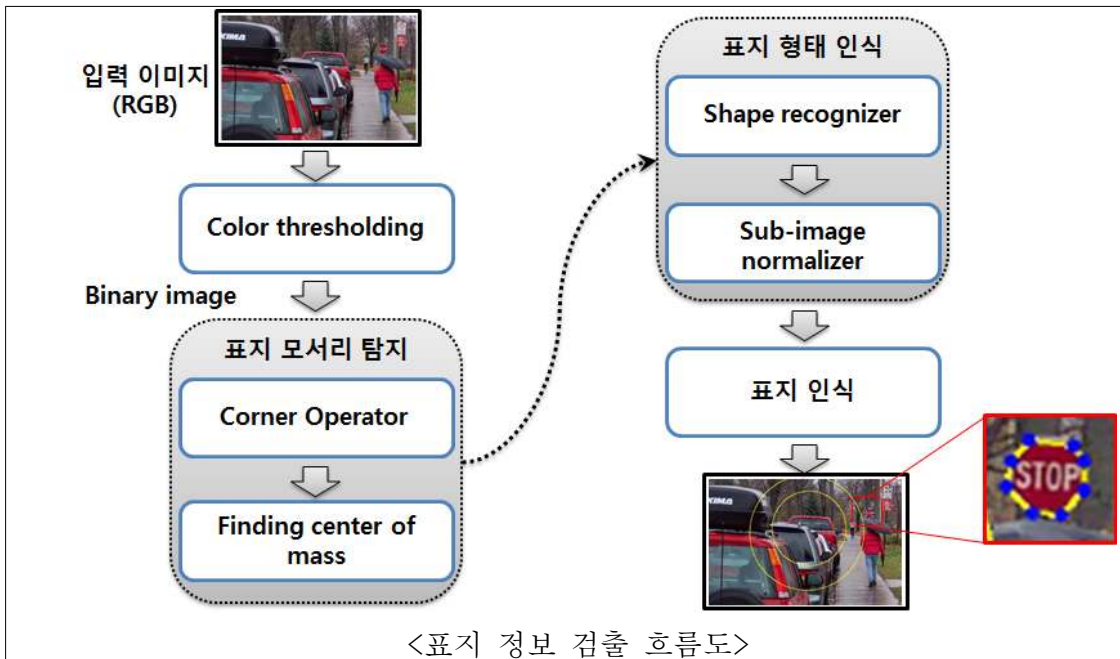 입력 이미지
(RGB)
XIMA
Color thresholding
Binary image
표지 모서리 탐지
Corner Operator
Finding center of
mass
표지 형태 인식
Shape recognizer
Sub-image
normalizer
표지 인식
XIMA
STOP
<표지 정보 검출 흐름도>